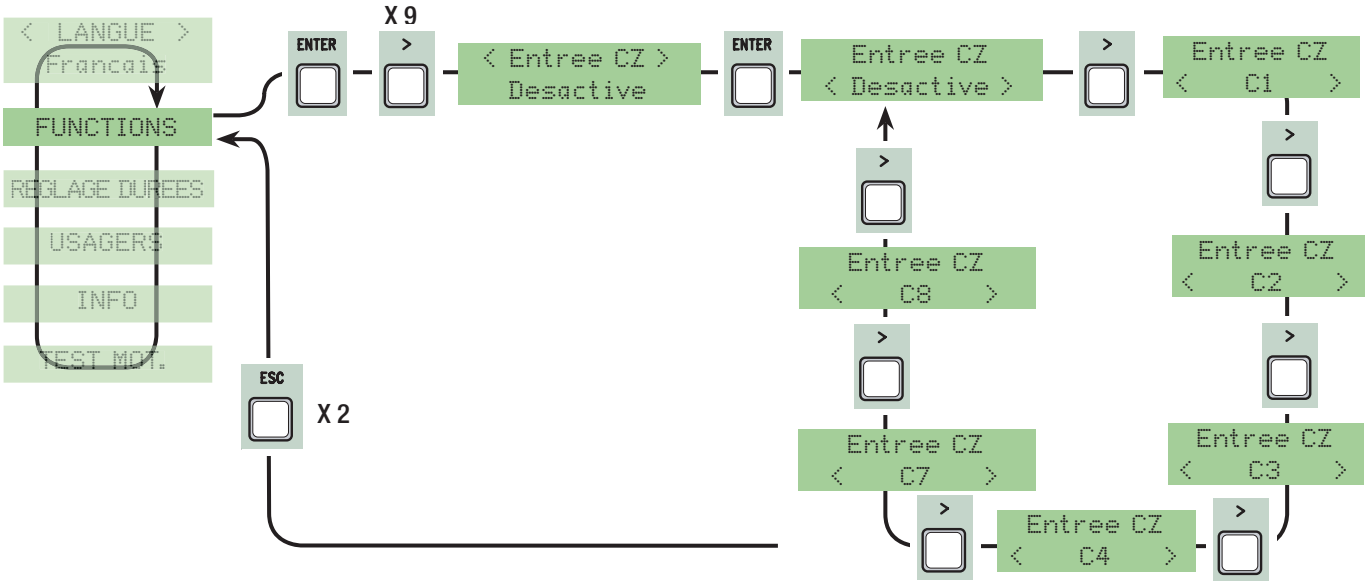 < LANGUE >
Francais
FUNCTIONS
REGLAGE DUREES
USAGERS
INFO
TEST MOT.
ENTER
X 9
>
< Entree CZ >
Desactive
ENTER
Entree CZ
< Desactive >
>
Entree CZ
< C1 >
>
Entree CZ
< C2 >
>
Entree CZ
< C3 >
>
Entree CZ
< C4 >
>
Entree CZ
< C7 >
>
Entree CZ
< C8 >
>
ESC
X 2